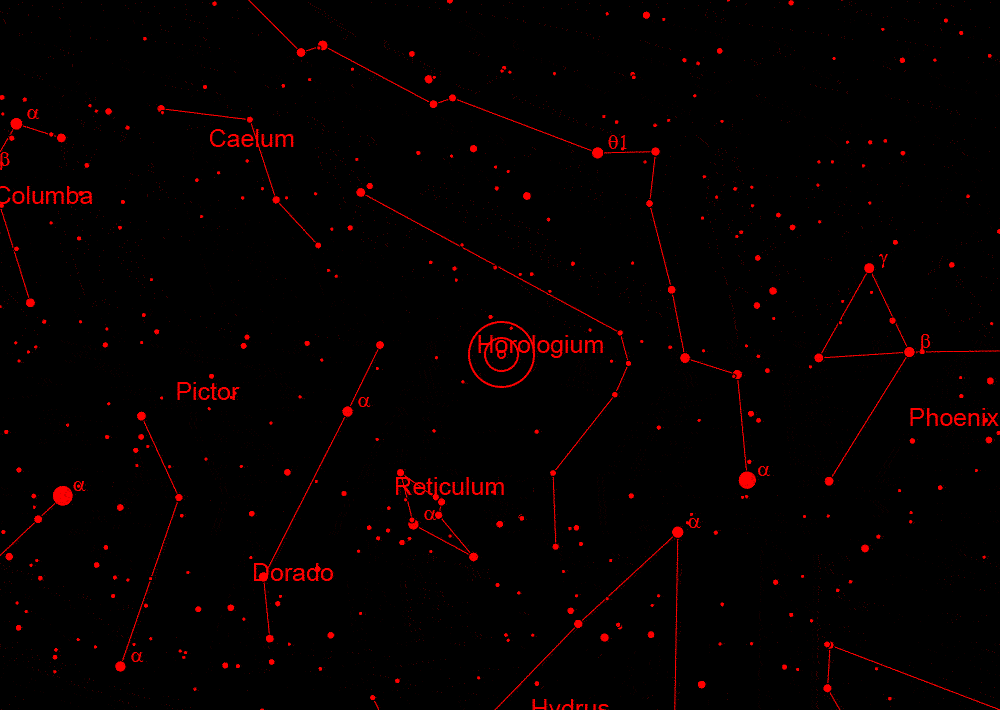 α
θ1
Caelum
β
Columba
γ
β
Horologium
Pictor
α
Phoenix
α
α
Reticulum
α
α
Dorado
α
Hydrus